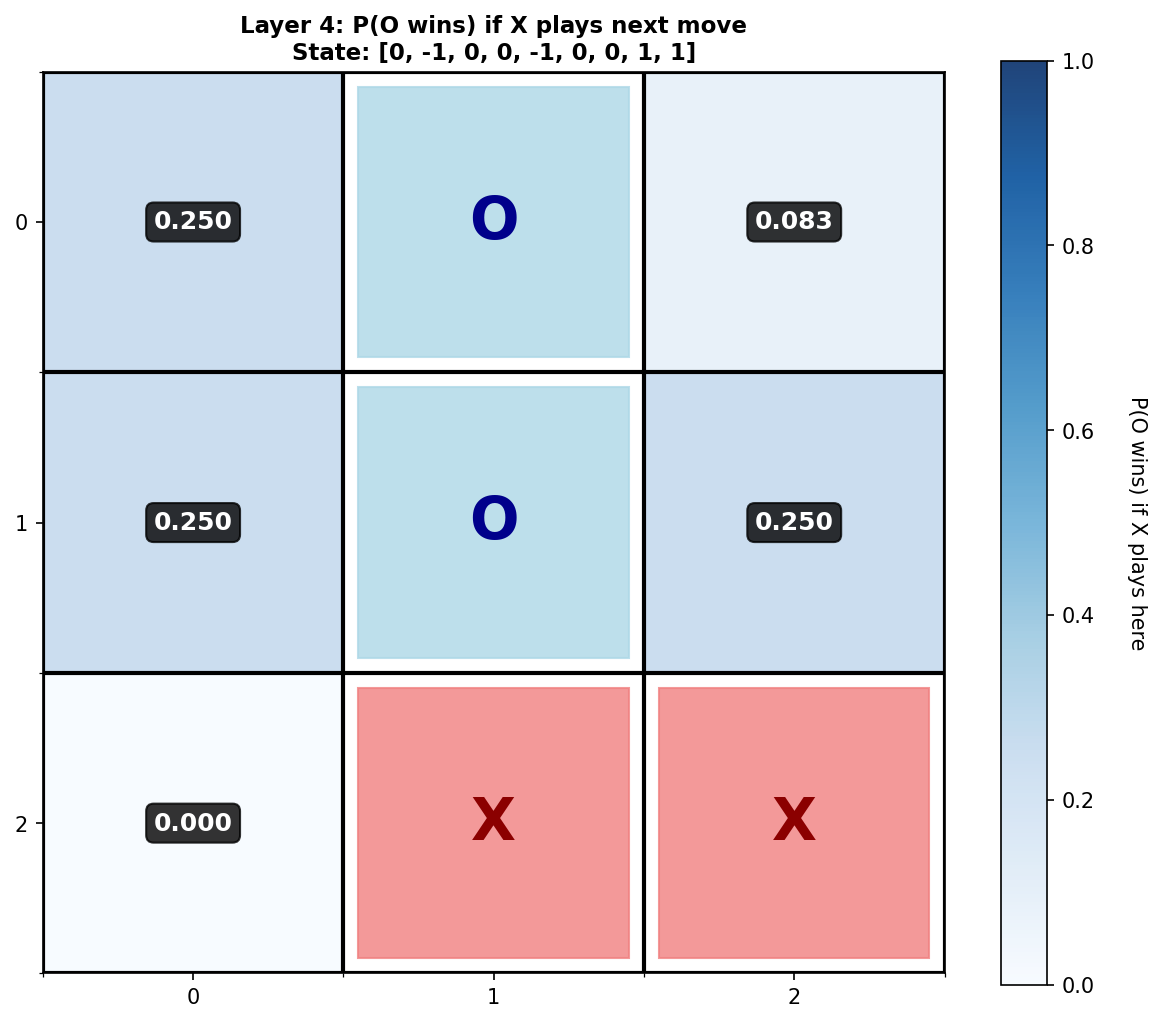 Layer 4: P(O wins) if X plays next move
State: [0, -1, 0, 0, -1, 0, 0, 1, 1]
0.250
O
0.083
0.250
O
0.250
0.000
X
X
0
1
2
0
1
2
1.0
0.8
0.6
0.4
0.2
0.0
P(O wins) if X plays here